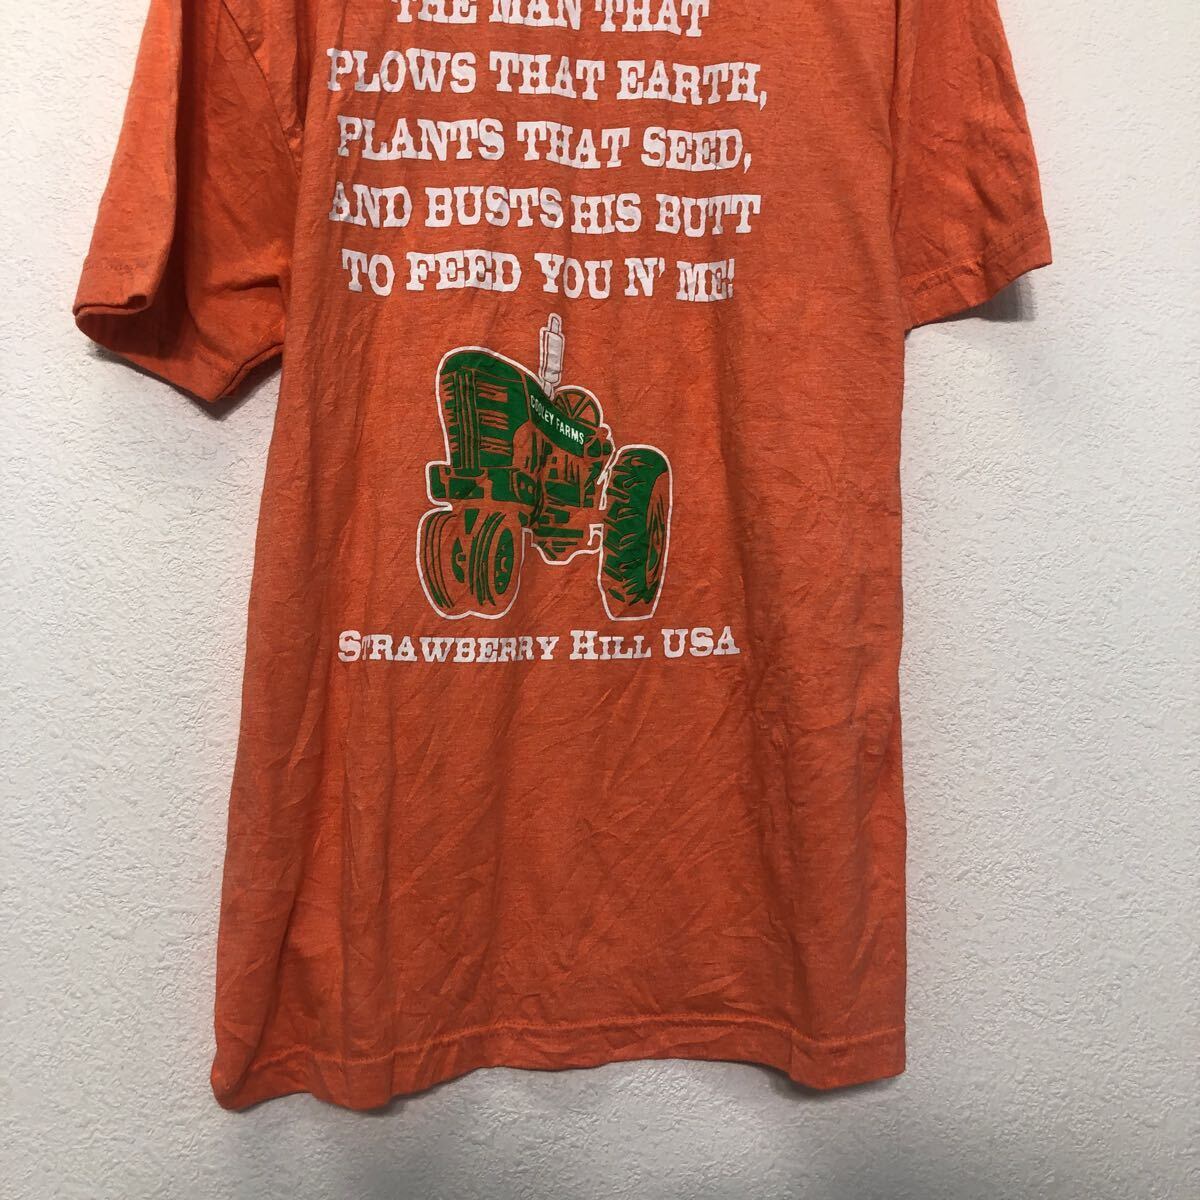 THE MAN THAT
PLOWS THAT EARTH,
PLANTS THAT SEED,
AND BUSTS HIS BUTT
TO FEED YOU N' ME!
COOLEY FARMS
STRAWBERRY HILL USA